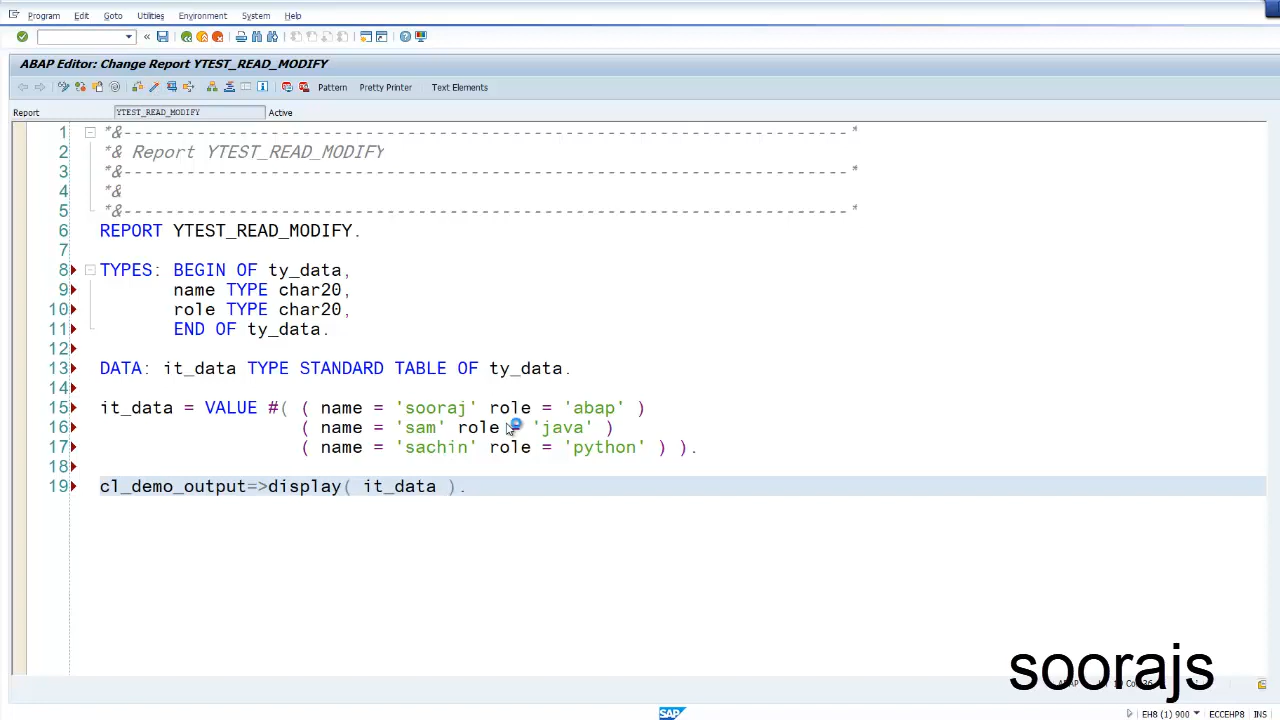 Program Edit Goto Utilities Environment System Help
«
ABAP Editor: Change Report YTEST_READ_MODIFY
Pattern Pretty Printer Text Elements
Report YTEST_READ_MODIFY Active
1 *&---------------------------------------------------------------------*
2 *& Report YTEST_READ_MODIFY
3 *&---------------------------------------------------------------------*
4 *&
5 *&---------------------------------------------------------------------*
6 REPORT YTEST_READ_MODIFY.
7
8 TYPES: BEGIN OF ty_data,
9 name TYPE char20,
10 role TYPE char20,
11 END OF ty_data.
12
13 DATA: it_data TYPE STANDARD TABLE OF ty_data.
14
15 it_data = VALUE #( ( name = 'sooraj' role = 'abap' )
16 ( name = 'sam' role = 'java' )
17 ( name = 'sachin' role = 'python' ) ).
18
19 cl_demo_output=>display( it_data ).
soorajs
SAP EH8 (1) 900 ECCEHP8 INS